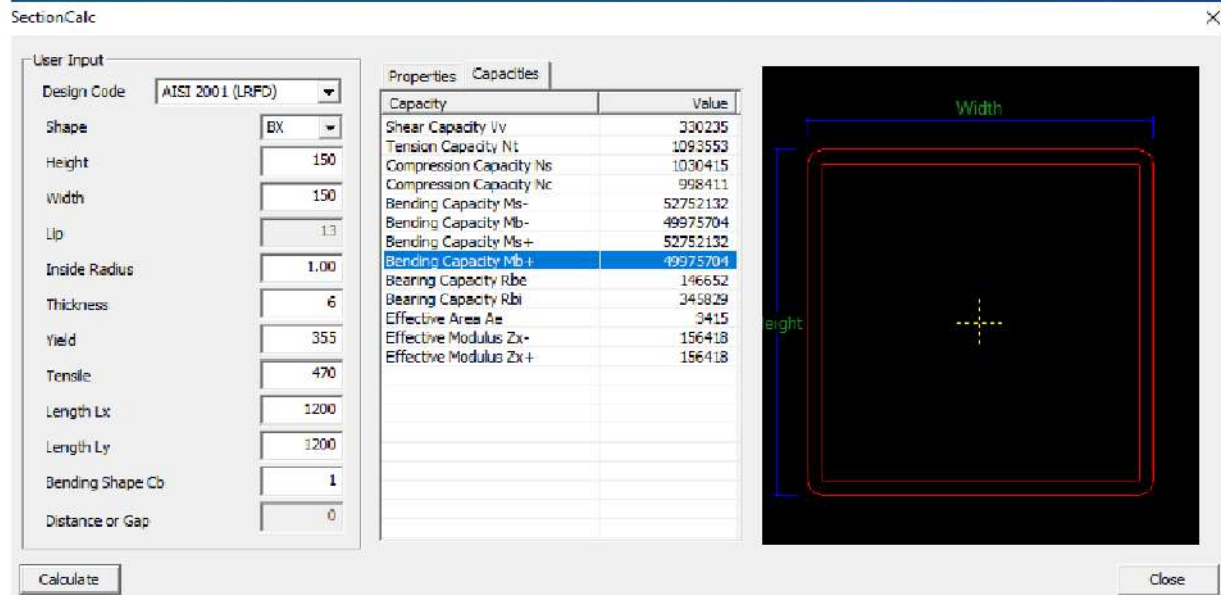 SectionCalc
User Input
Design Code AISI 2001 (LRFD)
Shape BX
Height 150
Width 150
Lip 13
Inside Radius 1.00
Thickness 6
Yield 355
Tensile 470
Length Lx 1200
Length Ly 1200
Bending Shape Cb 1
Distance or Gap 0
Calculate
Properties Capacities
Capacity Value
Shear Capacity Vv 330235
Tension Capacity Nt 1093553
Compression Capacity Ns 1030415
Compression Capacity Nc 998411
Bending Capacity Ms- 52752132
Bending Capacity Mb- 49975704
Bending Capacity Ms+ 52752132
Bending Capacity Mb+ 49975704
Bearing Capacity Rbe 146652
Bearing Capacity Rbi 345829
Effective Area Ae 3415
Effective Modulus Zx- 156418
Effective Modulus Zx+ 156418
Width
eight
Close